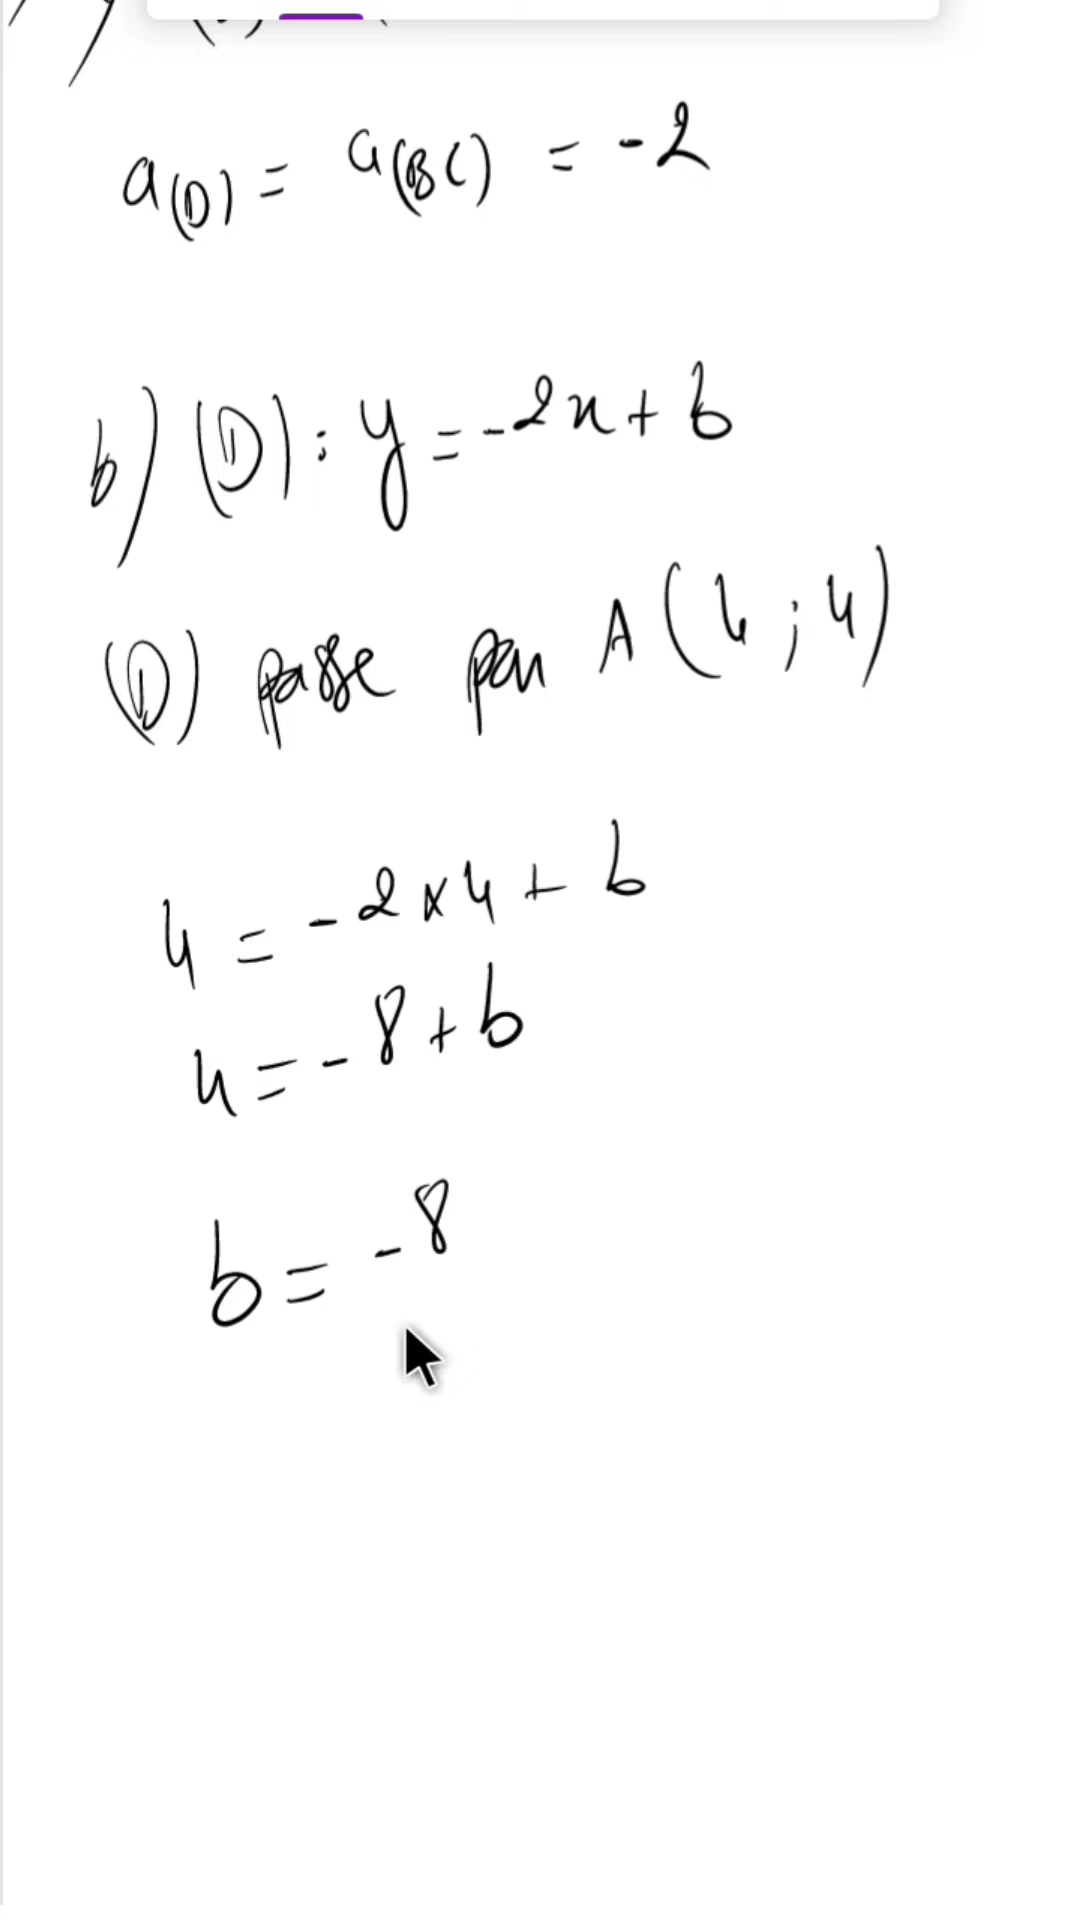 a(D) = a(BC) = -2
b) (D) : y = -2x + b
(D) passe par A(4 ; 4)
4 = -2 x 4 + b
4 = -8 + b
b = -8